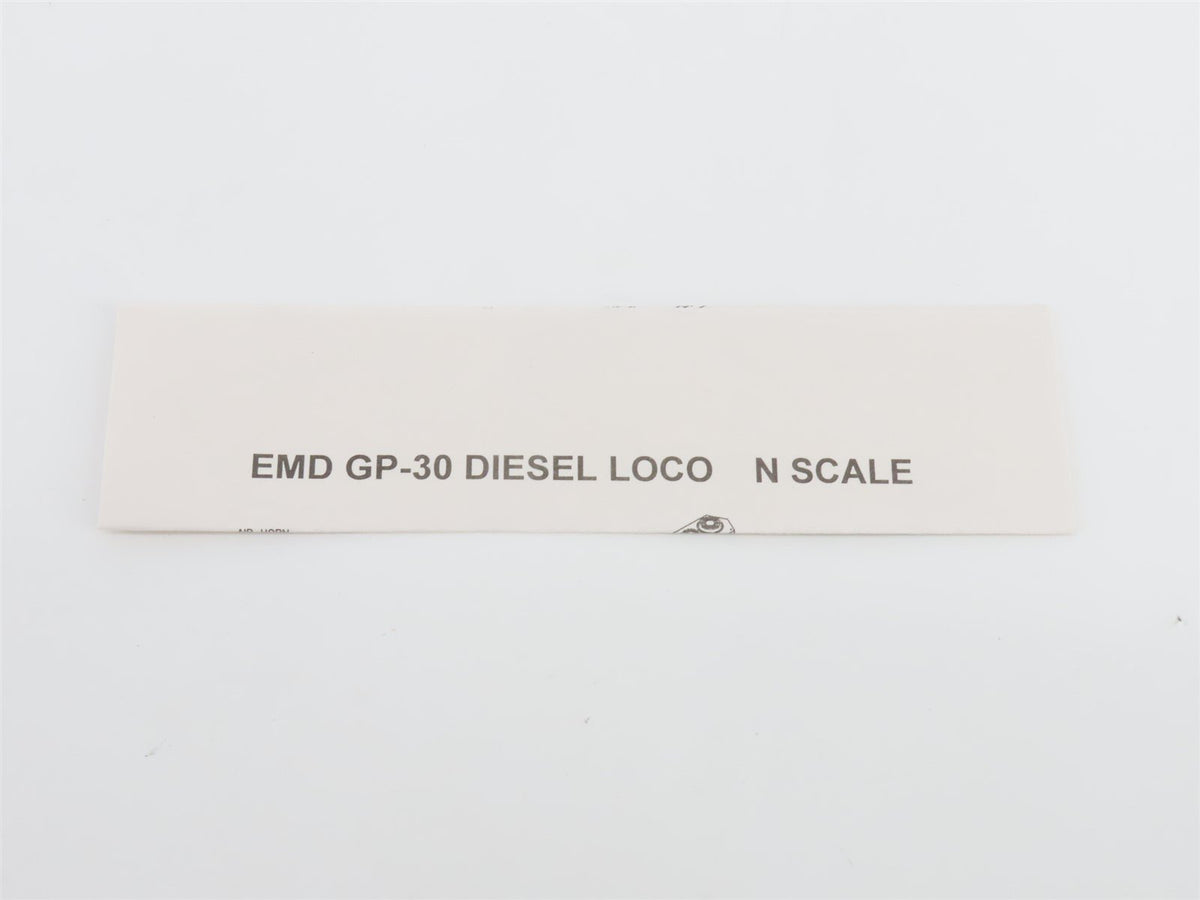 EMD GP-30 DIESEL LOCO N SCALE